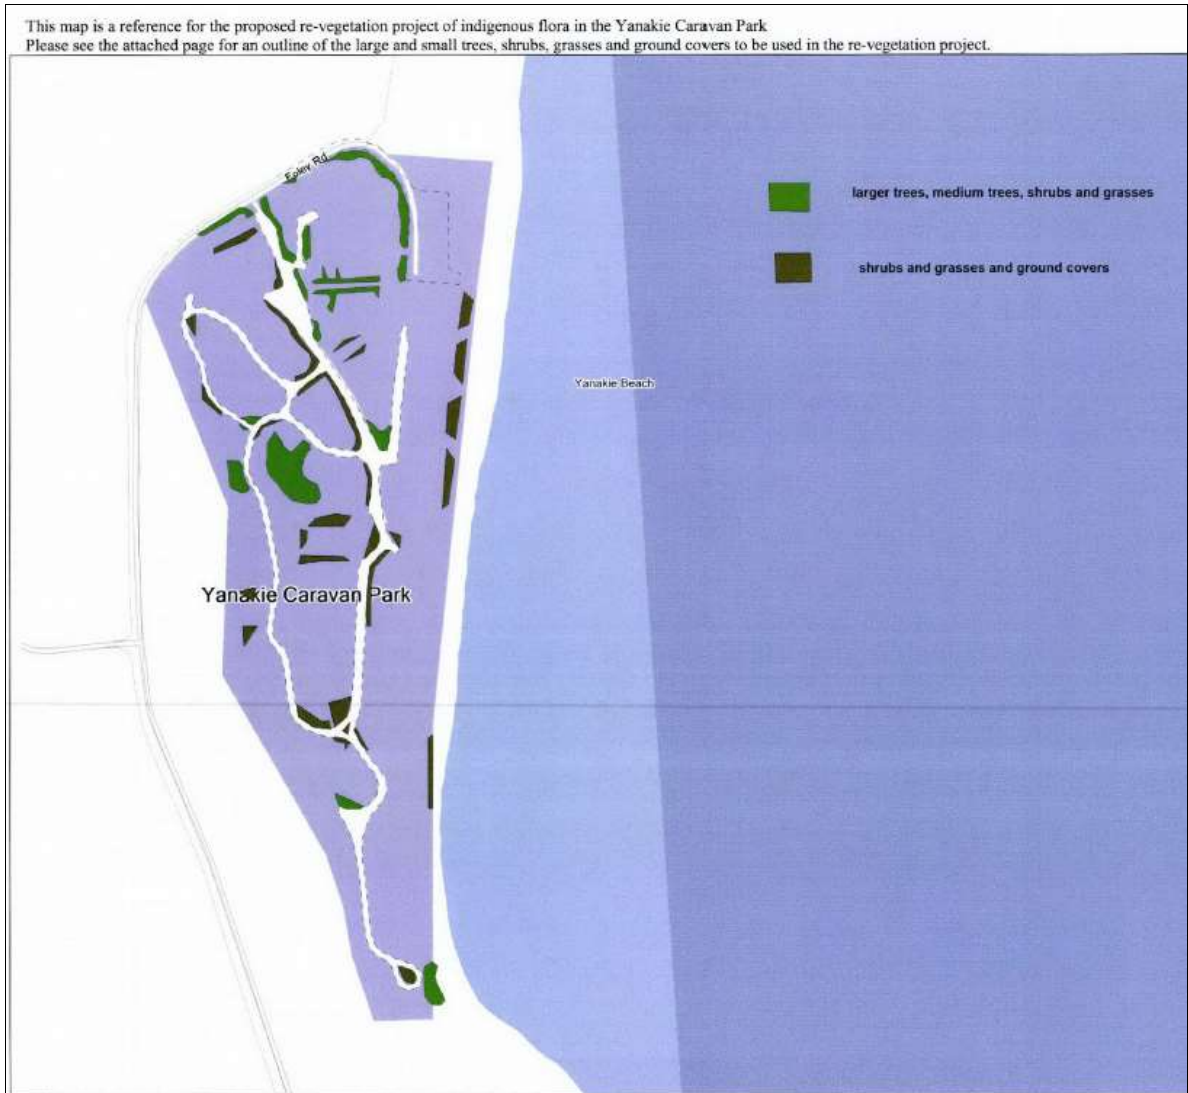 This map is a reference for the proposed re-vegetation project of indigenous flora in the Yanakie Caravan Park
Please see the attached page for an outline of the large and small trees, shrubs, grasses and ground covers to be used in the re-vegetation project.
Foley Rd
larger trees, medium trees, shrubs and grasses
shrubs and grasses and ground covers
Yanakie Beach
Yanakie Caravan Park